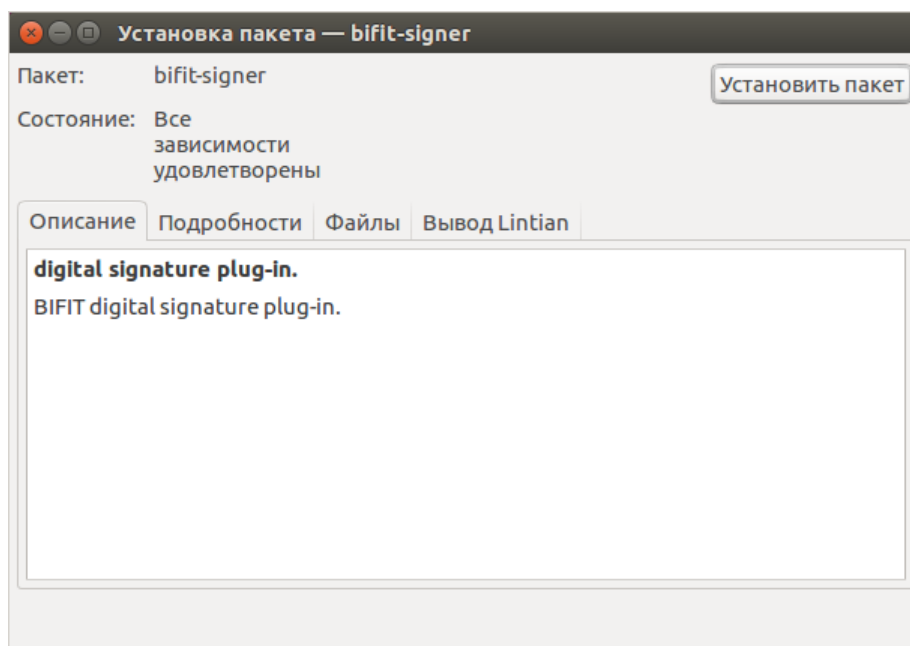 Установка пакета — bifit-signer
Пакет: bifit-signer
Установить пакет
Состояние: Все
зависимости
удовлетворены
Описание Подробности Файлы Вывод Lintian
digital signature plug-in.
BIFIT digital signature plug-in.